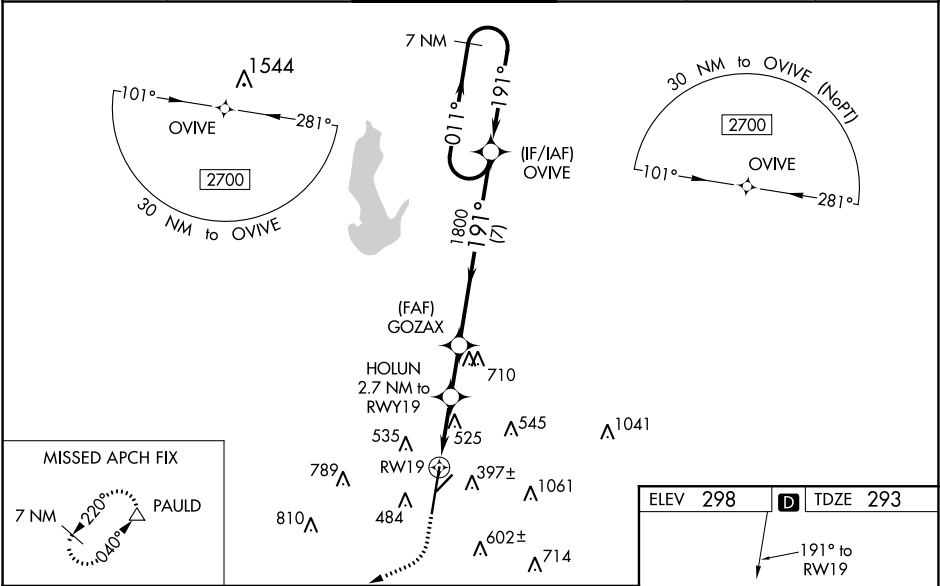 1544
101°
OVIVE
281°
2700
30 NM to OVIVE
7 NM
011°
191°
(IF/IAF)
OVIVE
1800
191°
(7)
30 NM to OVIVE (NoPT)
2700
OVIVE
101°
281°
(FAF)
GOZAX
710
HOLUN
2.7 NM to
RWY19
525
545
1041
535
RW19
789
397±
1061
484
810
602±
714
MISSED APCH FIX
7 NM
220°
040°
PAULD
ELEV 298 D TDZE 293
191° to
RW19